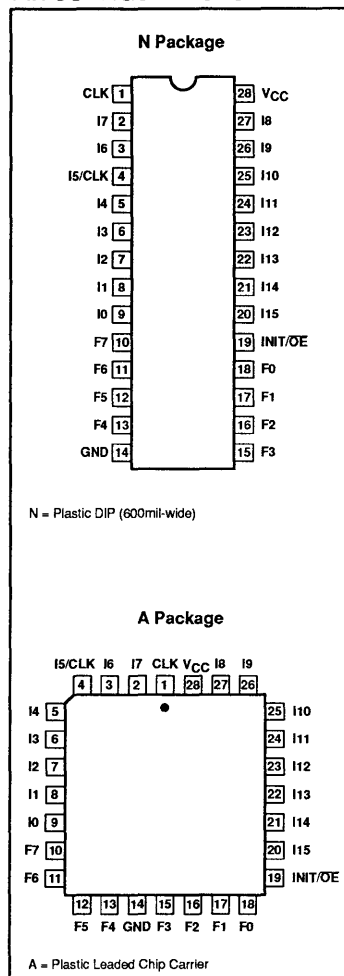 N Package
CLK 1 28 VCC
I7 2 27 I8
I6 3 26 I9
I5/CLK 4 25 I10
I4 5 24 I11
I3 6 23 I12
I2 7 22 I13
I1 8 21 I14
I0 9 20 I15
F7 10 19 INIT/OE
F6 11 18 F0
F5 12 17 F1
F4 13 16 F2
GND 14 15 F3
N = Plastic DIP (600mil-wide)
A Package
I5/CLK I6 I7 CLK VCC I8 I9
4 3 2 1 28 27 26
I4 5 25 I10
I3 6 24 I11
I2 7 23 I12
I1 8 22 I13
I0 9 21 I14
F7 10 20 I15
F6 11 19 INIT/OE
12 13 14 15 16 17 18
F5 F4 GND F3 F2 F1 F0
A = Plastic Leaded Chip Carrier